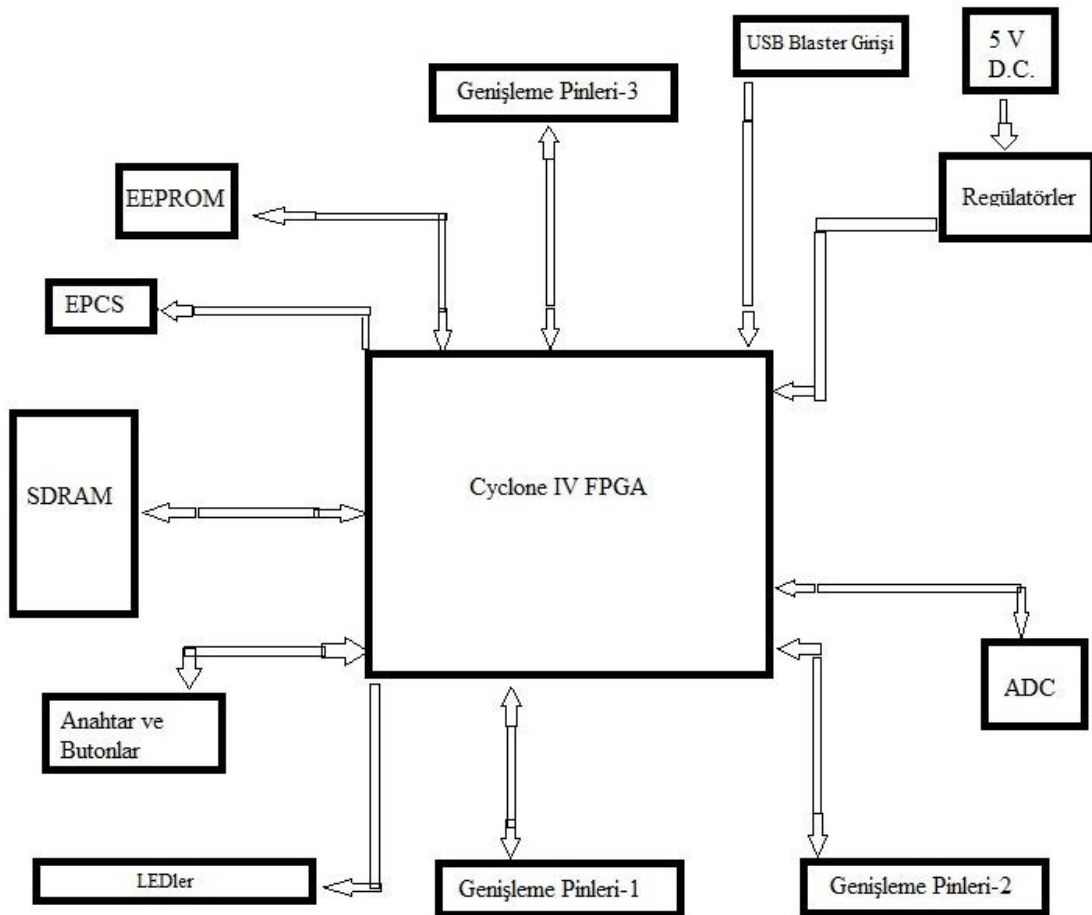 USB Blaster Girişi
5 V
D.C.
Genişleme Pinleri-3
EEPROM
Regülatörler
EPCS
Cyclone IV FPGA
SDRAM
ADC
Anahtar ve
Butonlar
LEDler
Genişleme Pinleri-1
Genişleme Pinleri-2